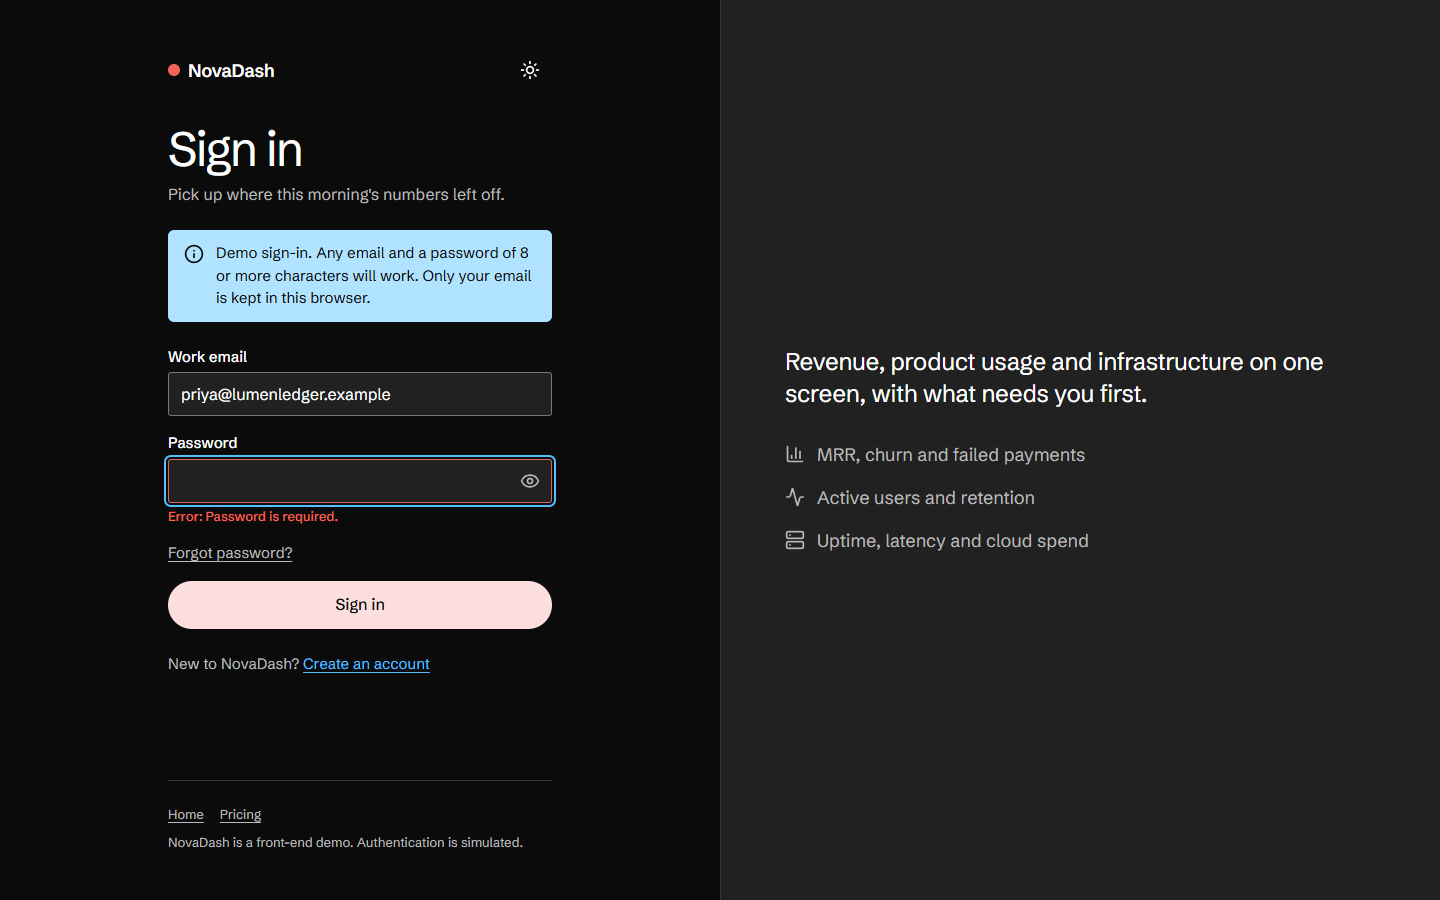 NovaDash
Sign in
Pick up where this morning's numbers left off.
Demo sign-in. Any email and a password of 8
or more characters will work. Only your email
is kept in this browser.
Work email
priya@lumenledger.example
Password
Error: Password is required.
Forgot password?
Sign in
New to NovaDash? Create an account
Home Pricing
NovaDash is a front-end demo. Authentication is simulated.
Revenue, product usage and infrastructure on one
screen, with what needs you first.
MRR, churn and failed payments
Active users and retention
Uptime, latency and cloud spend